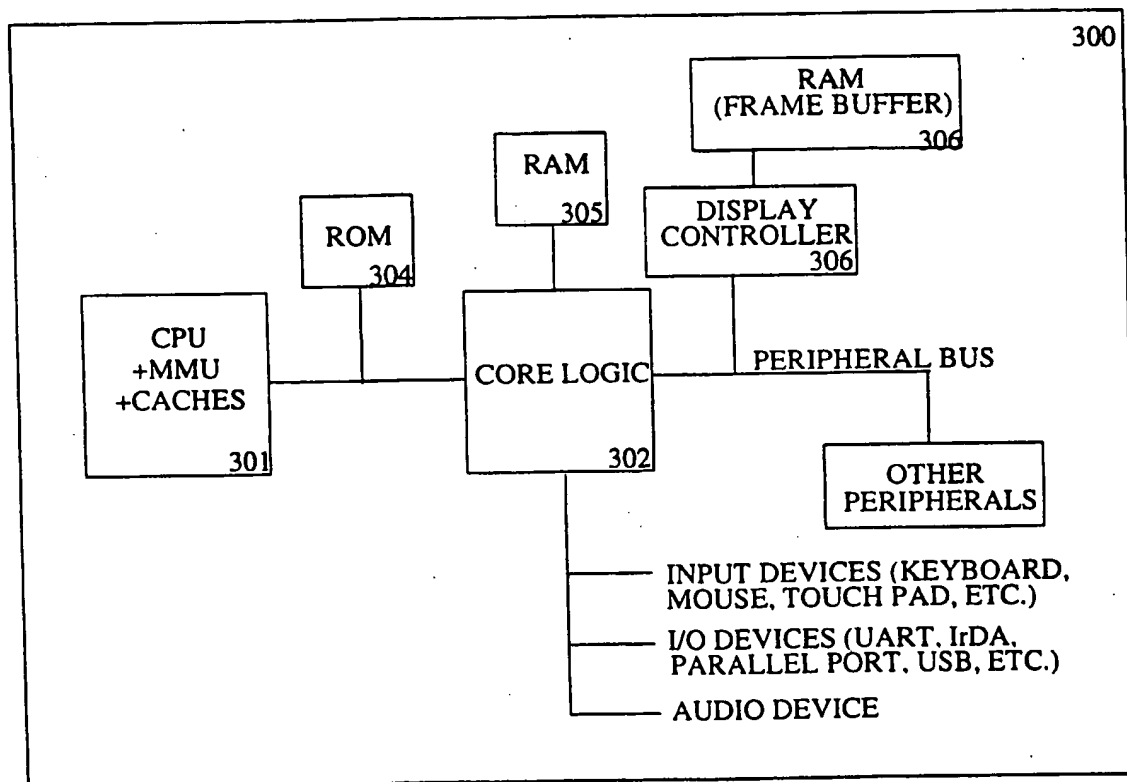 300
RAM
(FRAME BUFFER)
306
RAM
305
DISPLAY
CONTROLLER
306
ROM
304
CPU
+MMU
+CACHES
301
CORE LOGIC
302
PERIPHERAL BUS
OTHER
PERIPHERALS
INPUT DEVICES (KEYBOARD,
MOUSE, TOUCH PAD, ETC.)
I/O DEVICES (UART, IrDA,
PARALLEL PORT, USB, ETC.)
AUDIO DEVICE